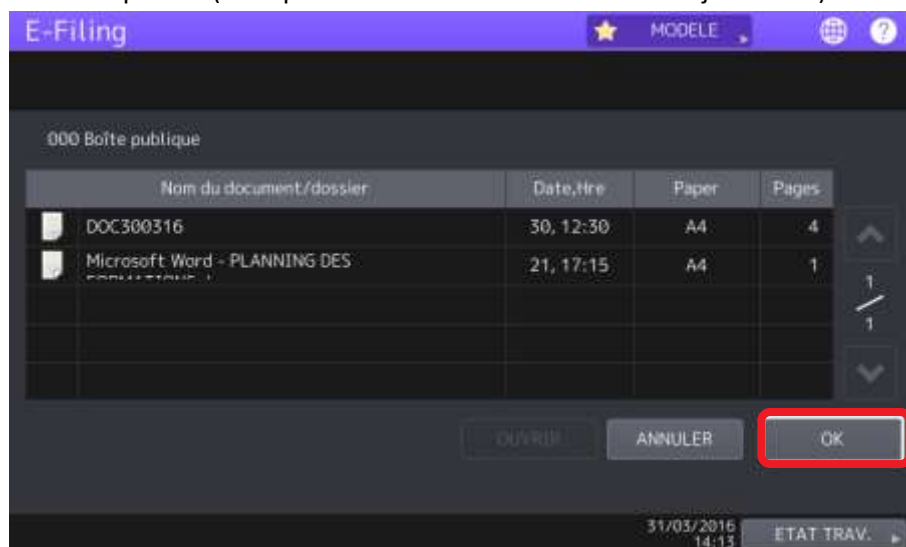 E-Filing
MODELE
?
000 Boîte publique
Nom du document/dossier Date,Hre Paper Pages
DOC300316 30, 12:30 A4 4
Microsoft Word - PLANNING DES 21, 17:15 A4 1
1
1
OUVRIR ANNULER OK
31/03/2016
14:13
ETAT TRAV.